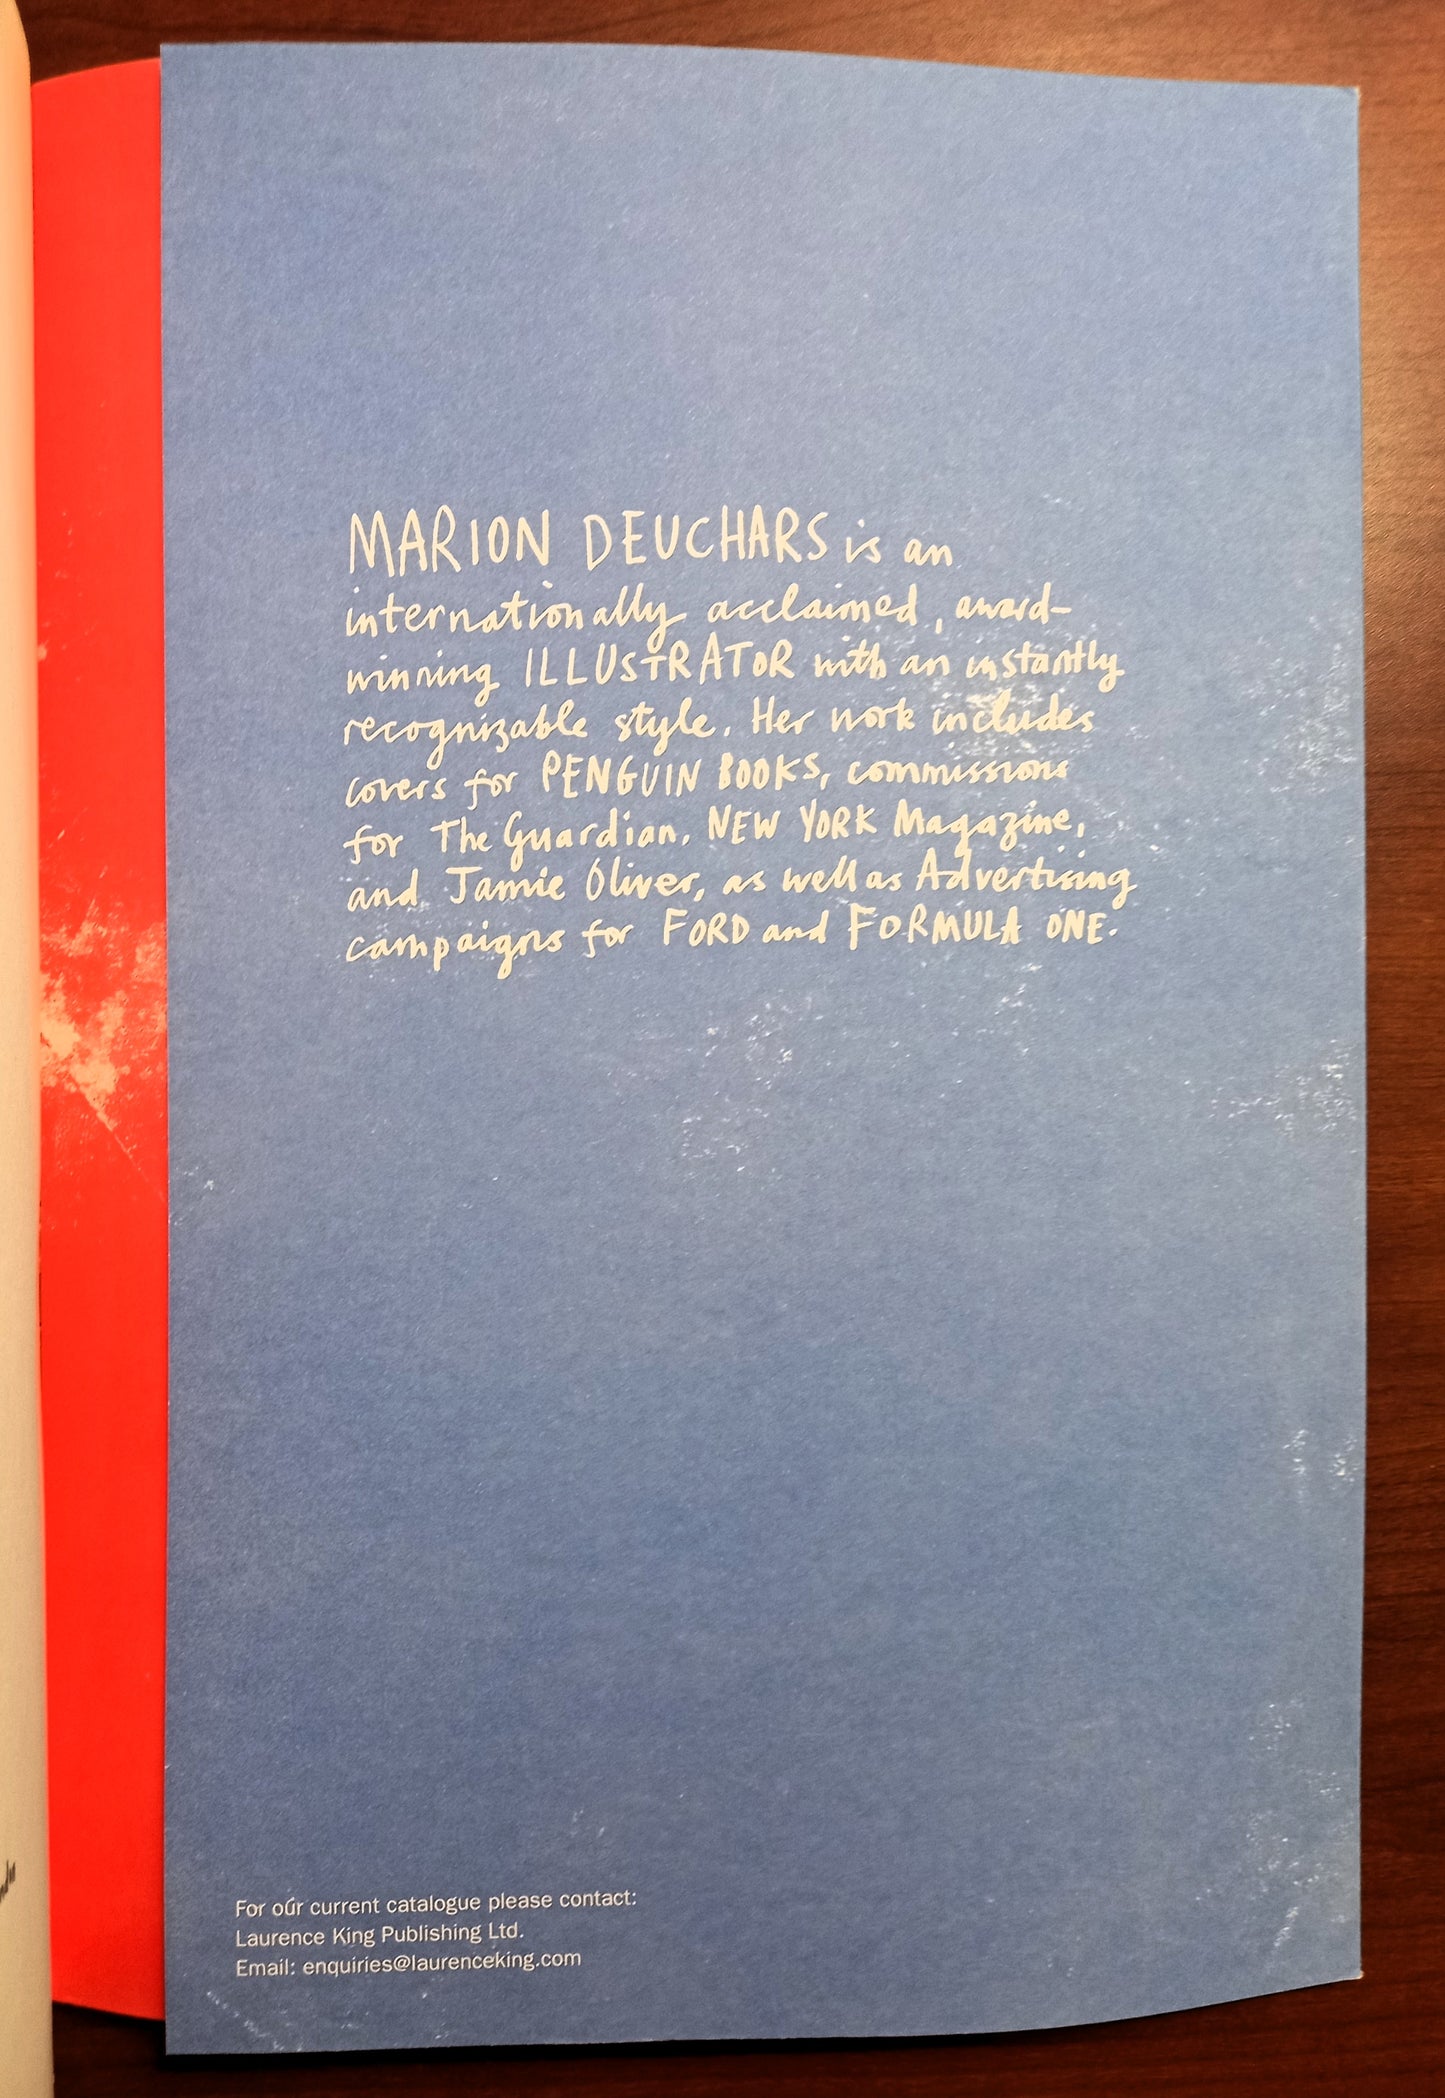 MARION DEUCHARS is an
internationally acclaimed, award-
winning ILLUSTRATOR with an instantly
recognizable style. Her work includes
covers for PENGUIN BOOKS, commissions
for The Guardian, NEW YORK Magazine,
and Jamie Oliver, as well as Advertising
campaigns for FORD and FORMULA ONE.
For our current catalogue please contact:
Laurence King Publishing Ltd.
Email: enquiries@laurenceking.com